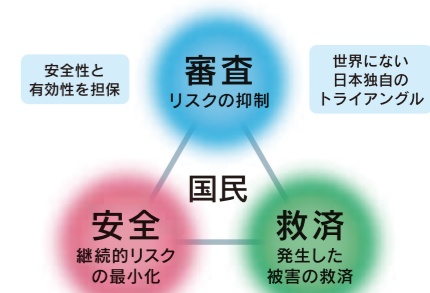 審査
リスクの抑制
安全性と
有効性を担保
世界にない
日本独自の
トライアングル
国民
安全
継続的リスク
の最小化
救済
発生した
被害の救済